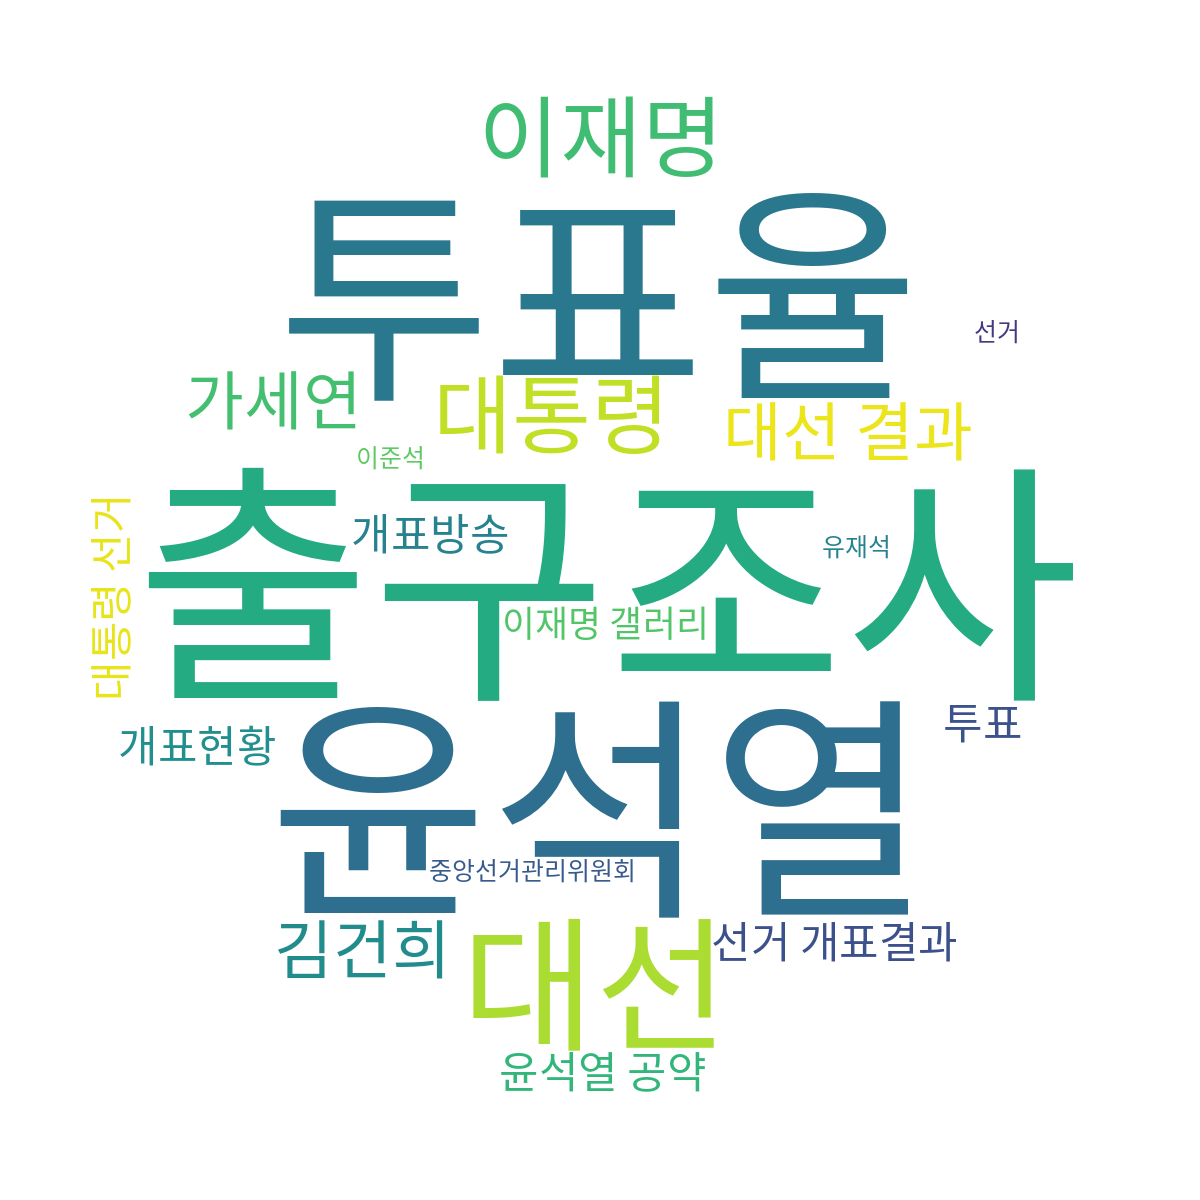 이재명
투표율
선거
가세연
대통령
대선 결과
이준석
출구조사
개표방송
유재석
대통령 선거
이재명 갤러리
윤석열
투표
개표현황
중앙선거관리위원회
김건희
대선
선거 개표결과
윤석열 공약